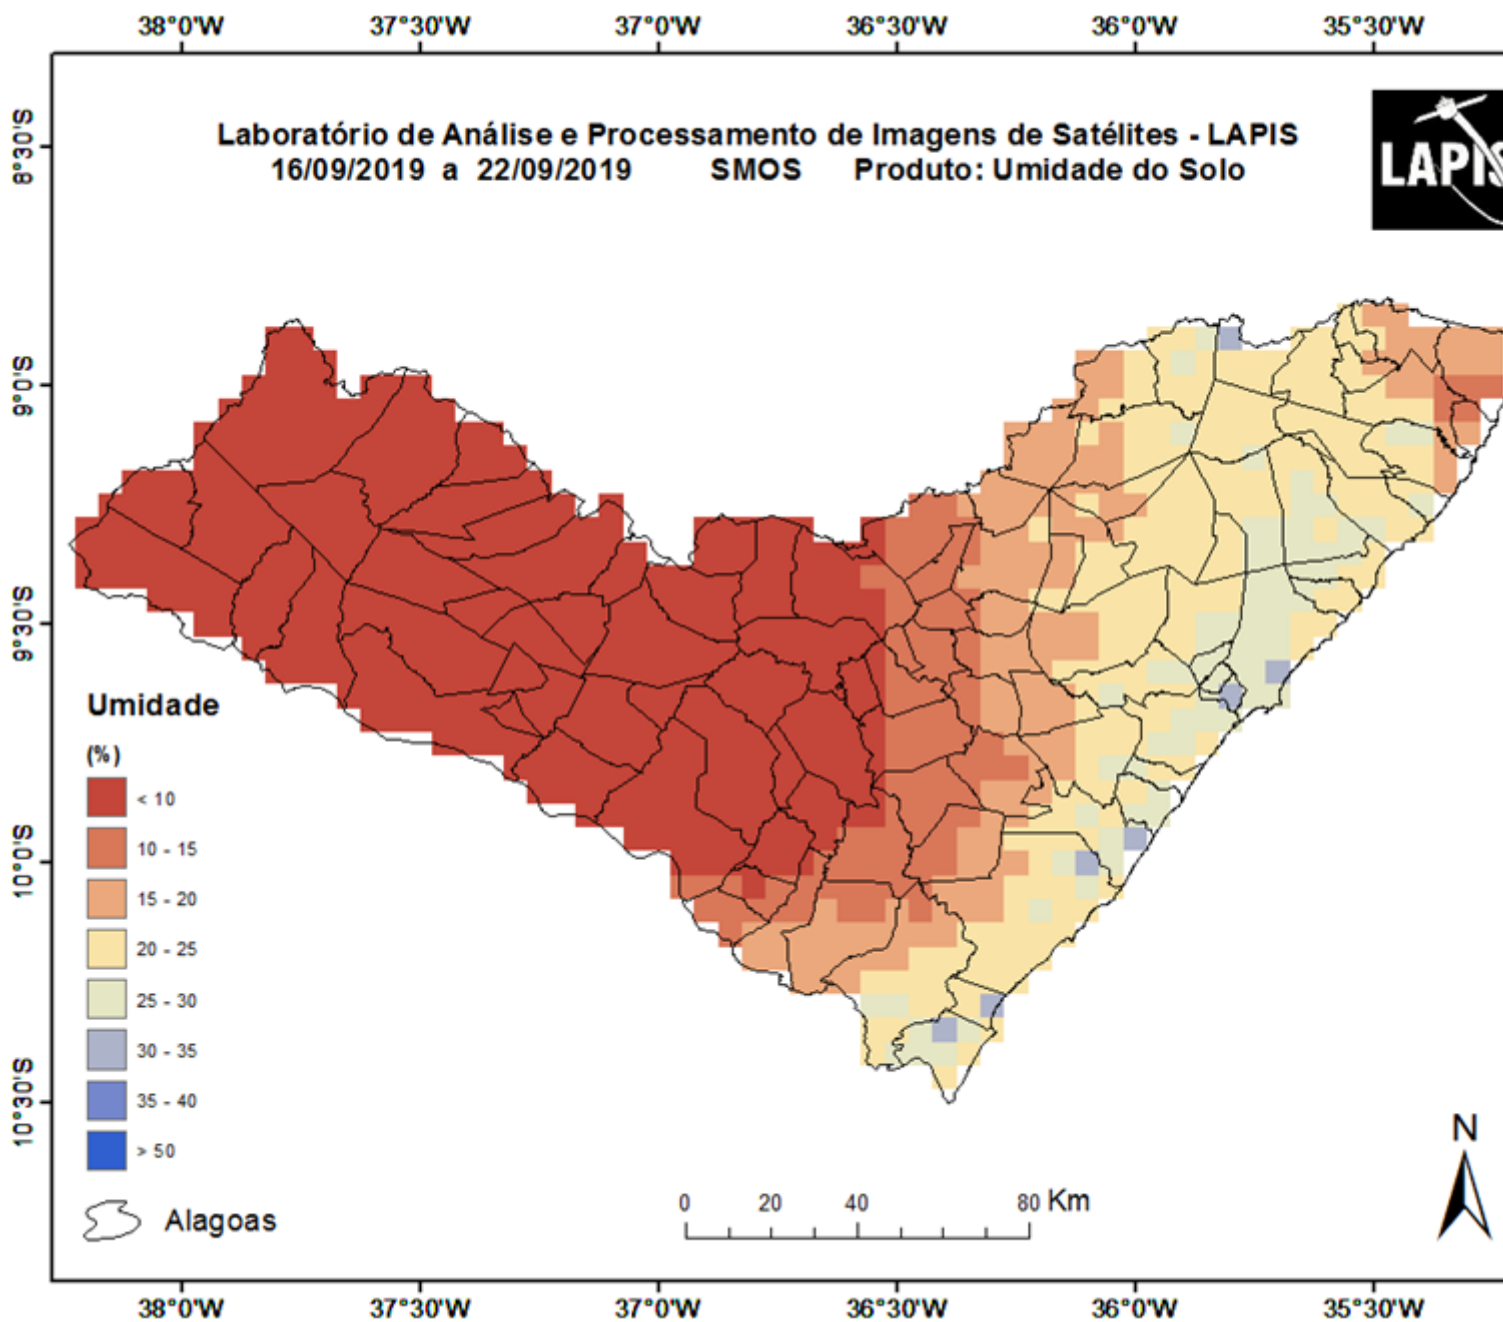 38°0'W 37°30'W 37°0'W 36°30'W 36°0'W 35°30'W
Laboratório de Análise e Processamento de Imagens de Satélites - LAPIS
16/09/2019 a 22/09/2019 SMOS Produto: Umidade do Solo
LAPIS
8°30'S
9°0'S
9°30'S
10°0'S
10°30'S
Umidade
(%)
< 10
10 - 15
15 - 20
20 - 25
25 - 30
30 - 35
35 - 40
> 50
Alagoas
0 20 40 80 Km
N
38°0'W 37°30'W 37°0'W 36°30'W 36°0'W 35°30'W